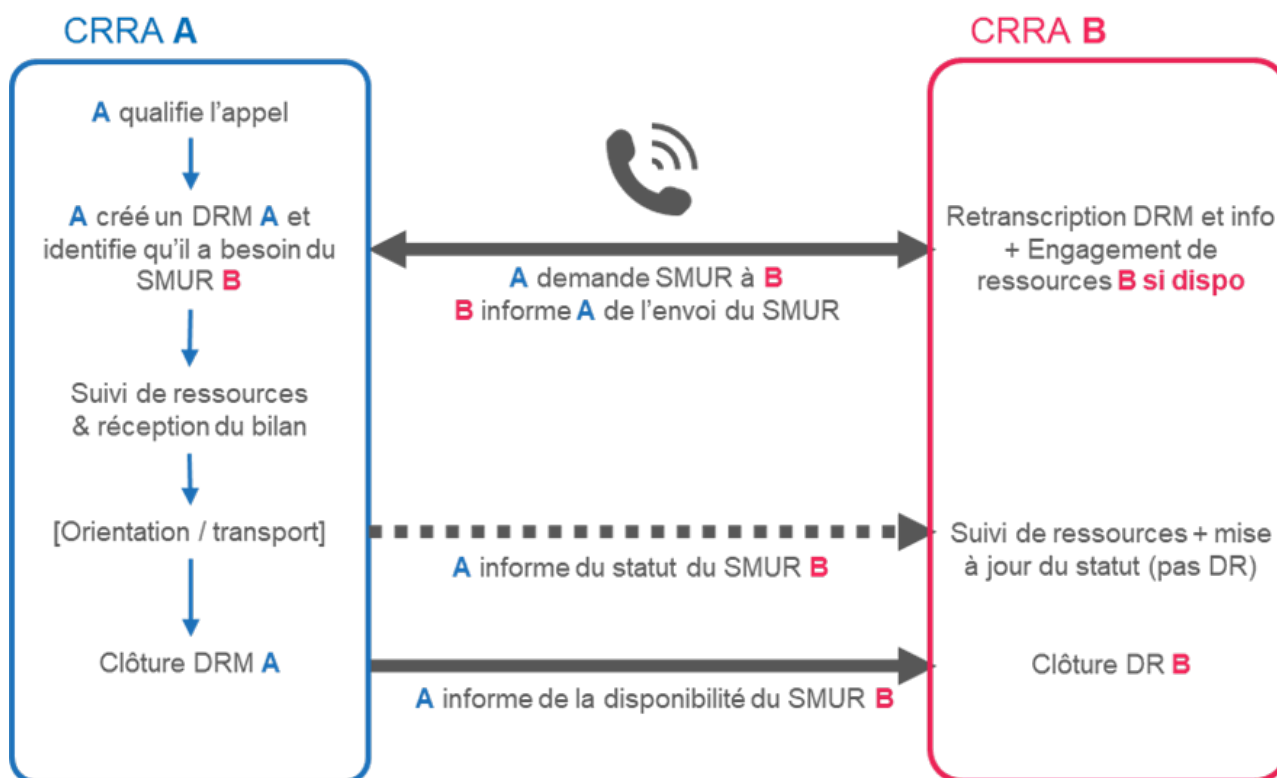 CRRA A
CRRA B
A qualifie l'appel
A créé un DRM A et
identifie qu'il a besoin du
SMUR B
Retranscription DRM et info
+ Engagement de
ressources B si dispo
A demande SMUR à B
B informe A de l'envoi du SMUR
Suivi de ressources
& réception du bilan
[Orientation / transport]
A informe du statut du SMUR B
Suivi de ressources + mise
à jour du statut (pas DR)
Clôture DRM A
A informe de la disponibilité du SMUR B
Clôture DR B